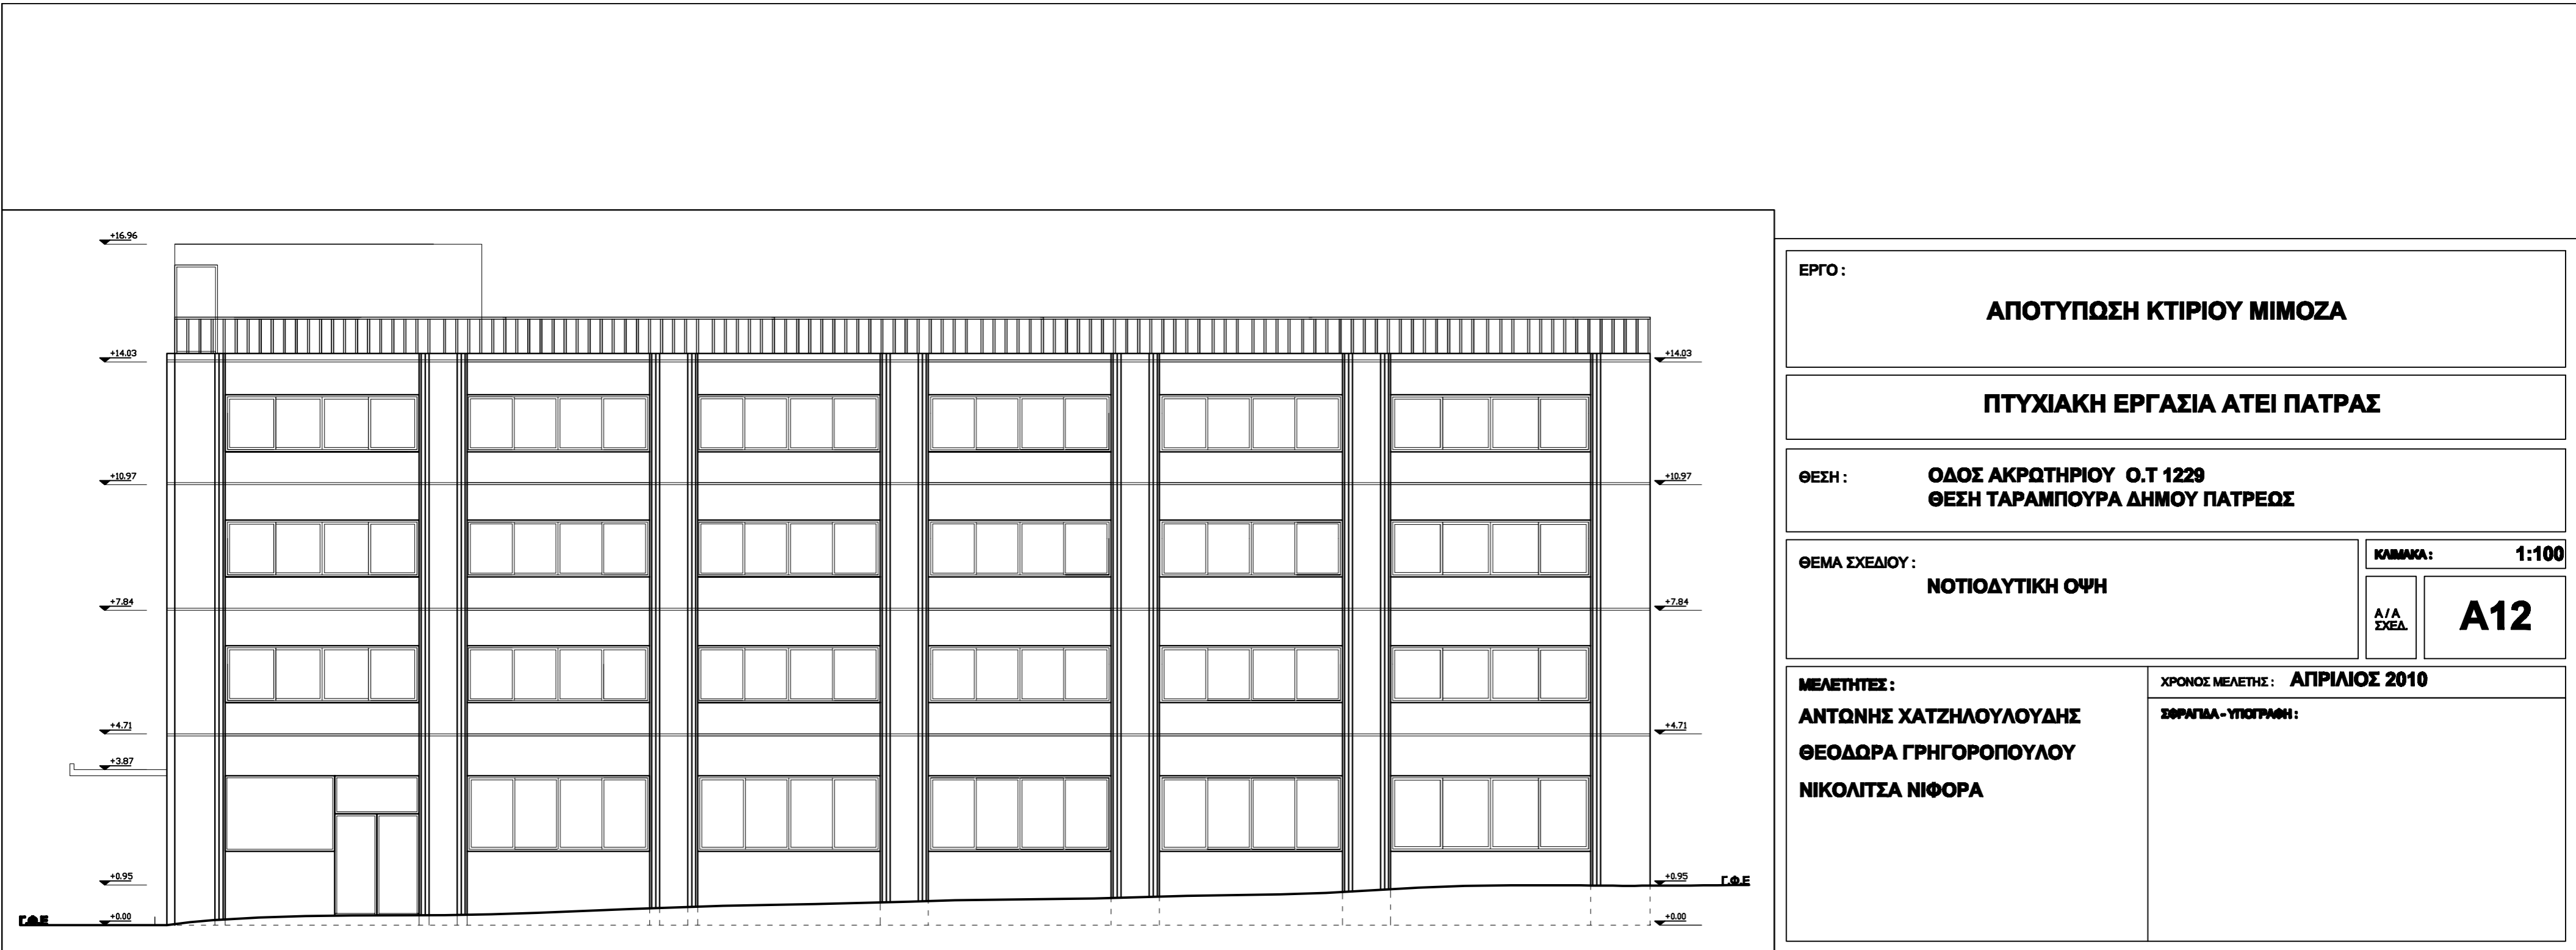 +16.96
+14.03
+14.03
+10.97
+10.97
+7.84
+7.84
+4.71
+4.71
+3.87
+0.95
+0.95
Γ.Φ.Ε
Γ.Φ.Ε
+0.00
+0.00
ΕΡΓΟ :
ΑΠΟΤΥΠΩΣΗ ΚΤΙΡΙΟΥ ΜΙΜΟΖΑ
ΠΤΥΧΙΑΚΗ ΕΡΓΑΣΙΑ ΑΤΕΙ ΠΑΤΡΑΣ
ΘΕΣΗ : ΟΔΟΣ ΑΚΡΩΤΗΡΙΟΥ Ο.Τ 1229
ΘΕΣΗ ΤΑΡΑΜΠΟΥΡΑ ΔΗΜΟΥ ΠΑΤΡΕΩΣ
ΘΕΜΑ ΣΧΕΔΙΟΥ :
ΝΟΤΙΟΔΥΤΙΚΗ ΟΨΗ
ΚΛΙΜΑΚΑ : 1:100
Α / Α
ΣΧΕΔ.
Α12
ΜΕΛΕΤΗΤΕΣ :
ΑΝΤΩΝΗΣ ΧΑΤΖΗΛΟΥΛΟΥΔΗΣ
ΘΕΟΔΩΡΑ ΓΡΗΓΟΡΟΠΟΥΛΟΥ
ΝΙΚΟΛΙΤΣΑ ΝΙΦΟΡΑ
ΧΡΟΝΟΣ ΜΕΛΕΤΗΣ : ΑΠΡΙΛΙΟΣ 2010
ΣΦΡΑΓΙΔΑ - ΥΠΟΓΡΑΦΗ :